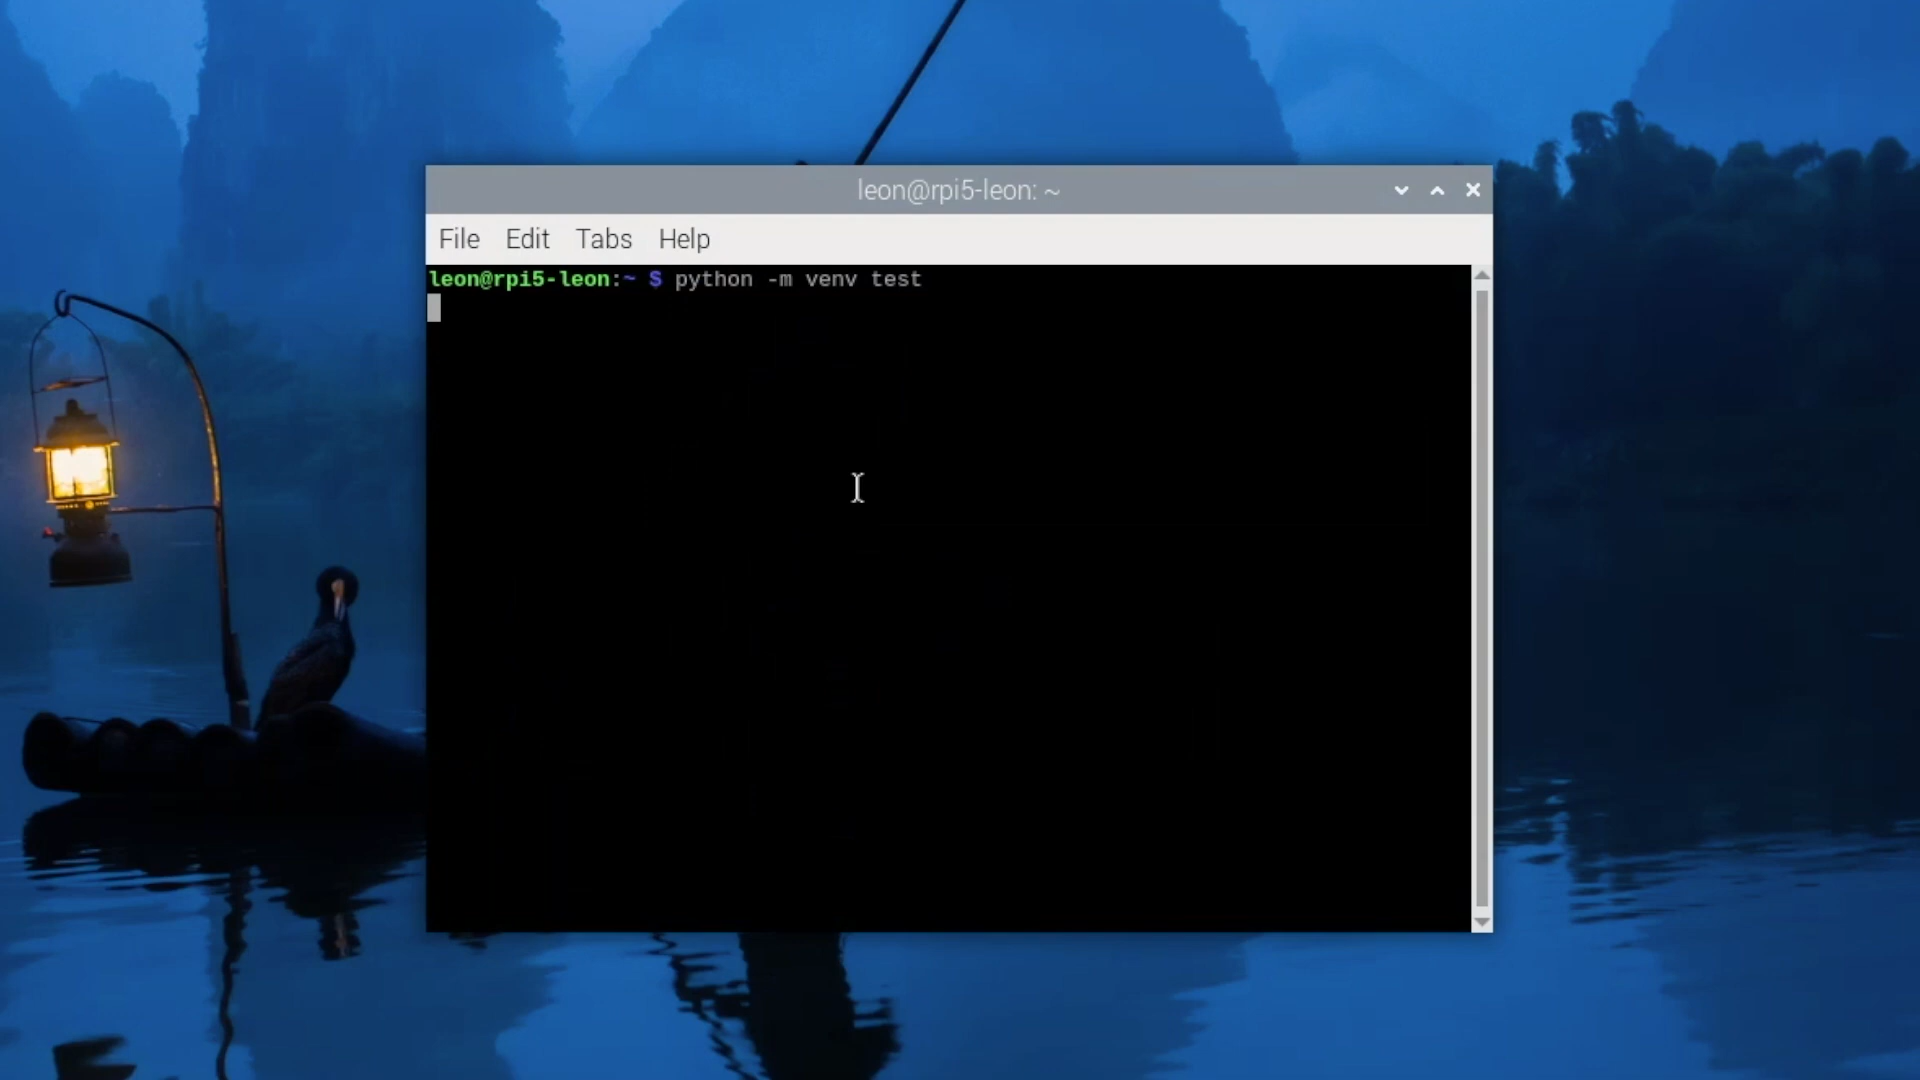 leon@rpi5-leon: ~
File Edit Tabs Help
leon@rpi5-leon:~ $ python -m venv test